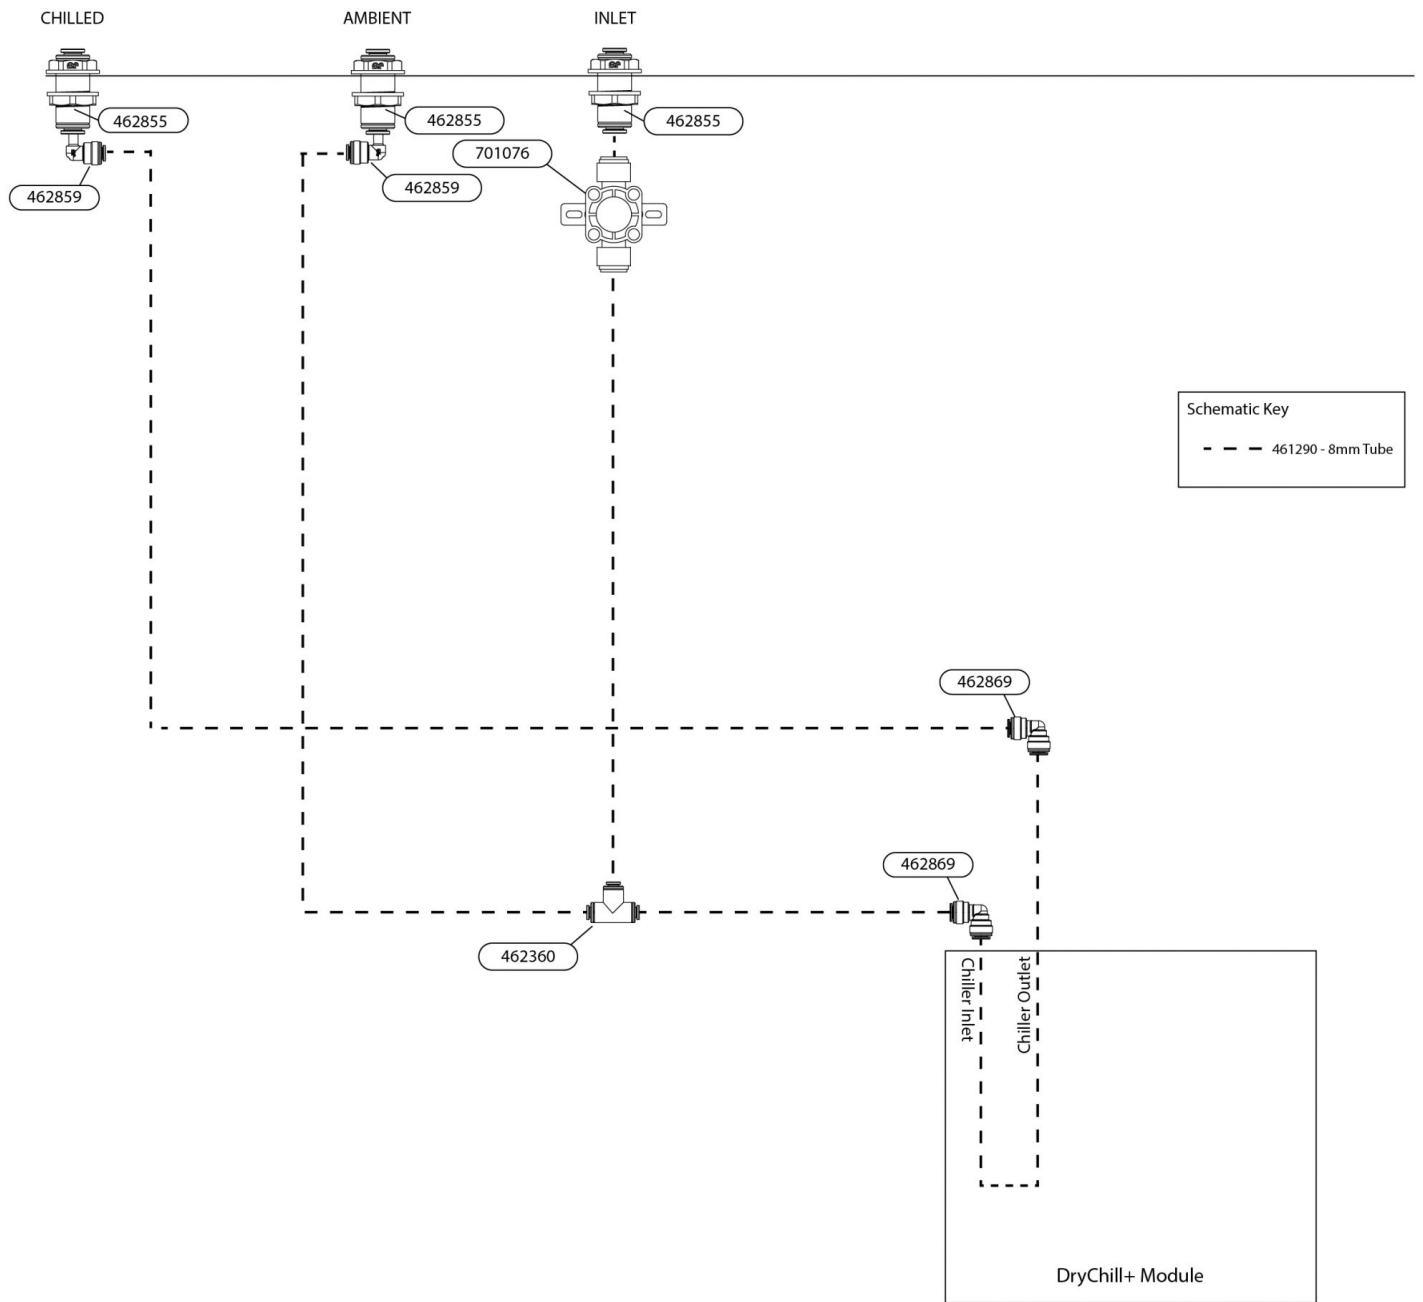 CHILLED
AMBIENT
INLET
462855
462855
462855
701076
462859
462859
Schematic Key
461290 - 8mm Tube
462869
462869
462360
Chiller Inlet
Chiller Outlet
DryChill+ Module